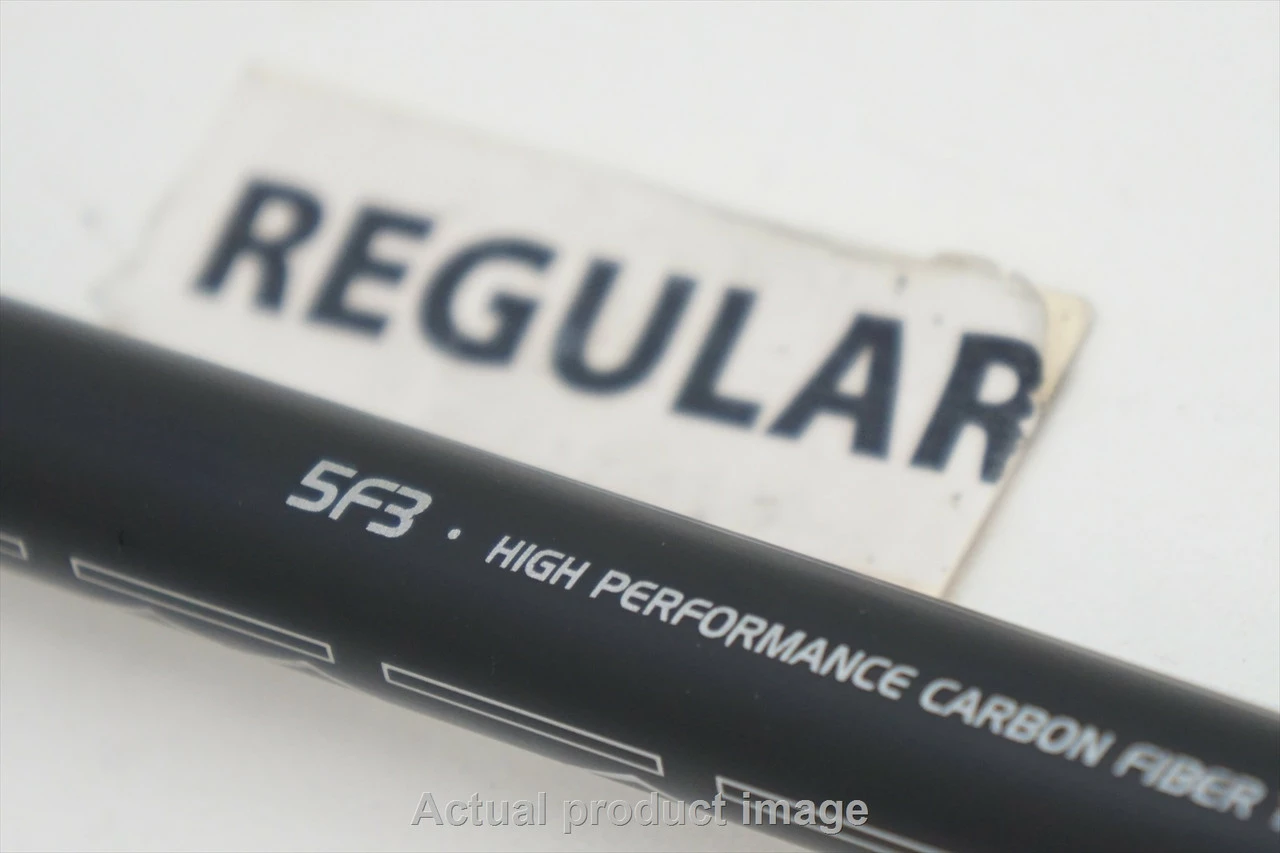 REGULAR
5F3 • HIGH PERFORMANCE CARBON FIBER
Actual product image